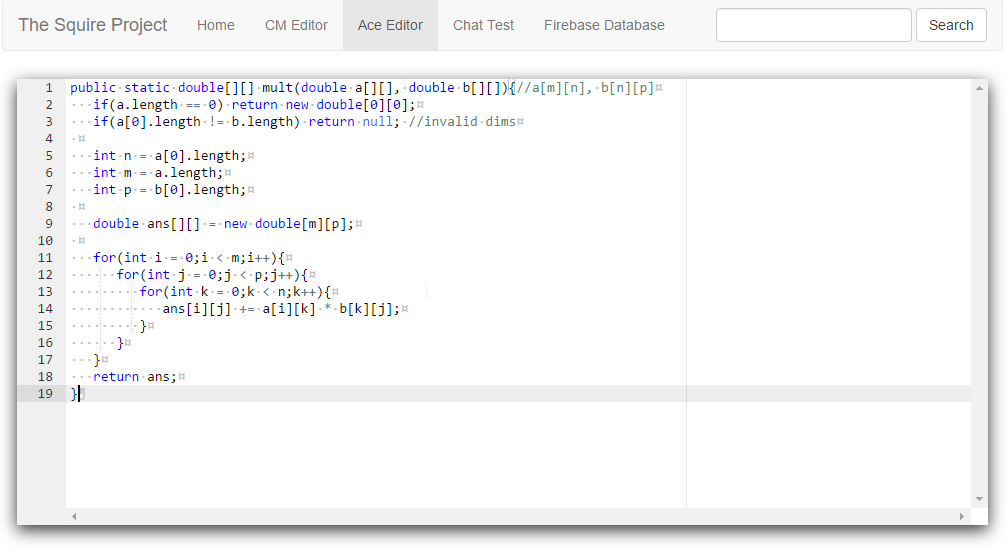 The Squire Project Home CM Editor Ace Editor Chat Test Firebase Database Search
1 public static double[][] mult(double a[][], double b[][]){//a[m][n], b[n][p]¤
2 ···if(a.length·==·0)·return·new·double[0][0];¤
3 ···if(a[0].length·!=·b.length)·return·null;·//invalid dims¤
4 ·¤
5 ···int·n·=·a[0].length;¤
6 ···int·m·=·a.length;¤
7 ···int·p·=·b[0].length;¤
8 ·¤
9 ···double·ans[][]·=·new·double[m][p];¤
10 ·¤
11 ···for(int·i·=·0;i·<·m;i++){¤
12 ······for(int·j·=·0;j·<·p;j++){¤
13 ·········for(int·k·=·0;k·<·n;k++){¤
14 ············ans[i][j]·+=·a[i][k]·*·b[k][j];¤
15 ·········}¤
16 ······}¤
17 ···}¤
18 ···return·ans;¤
19 }